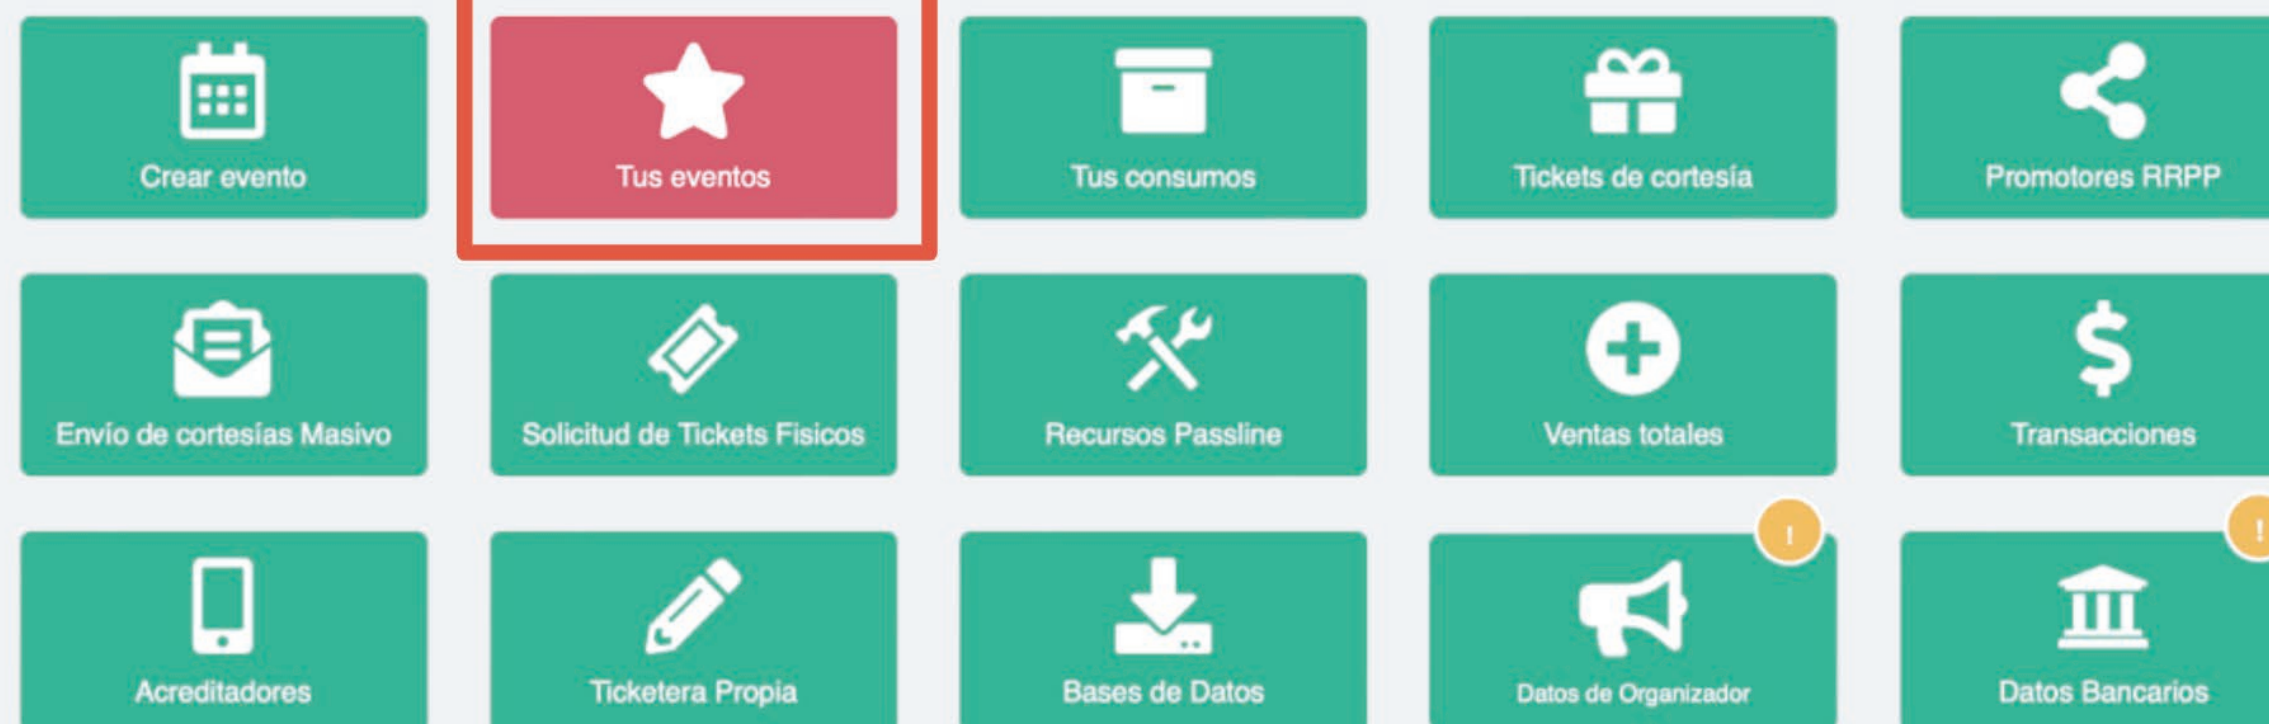 Crear evento
Tus eventos
Tus consumos
Tickets de cortesía
Promotores RRPP
Envío de cortesías Masivo
Solicitud de Tickets Fisicos
Recursos Passline
Ventas totales
Transacciones
!
!
Acreditadores
Ticketera Propia
Bases de Datos
Datos de Organizador
Datos Bancarios